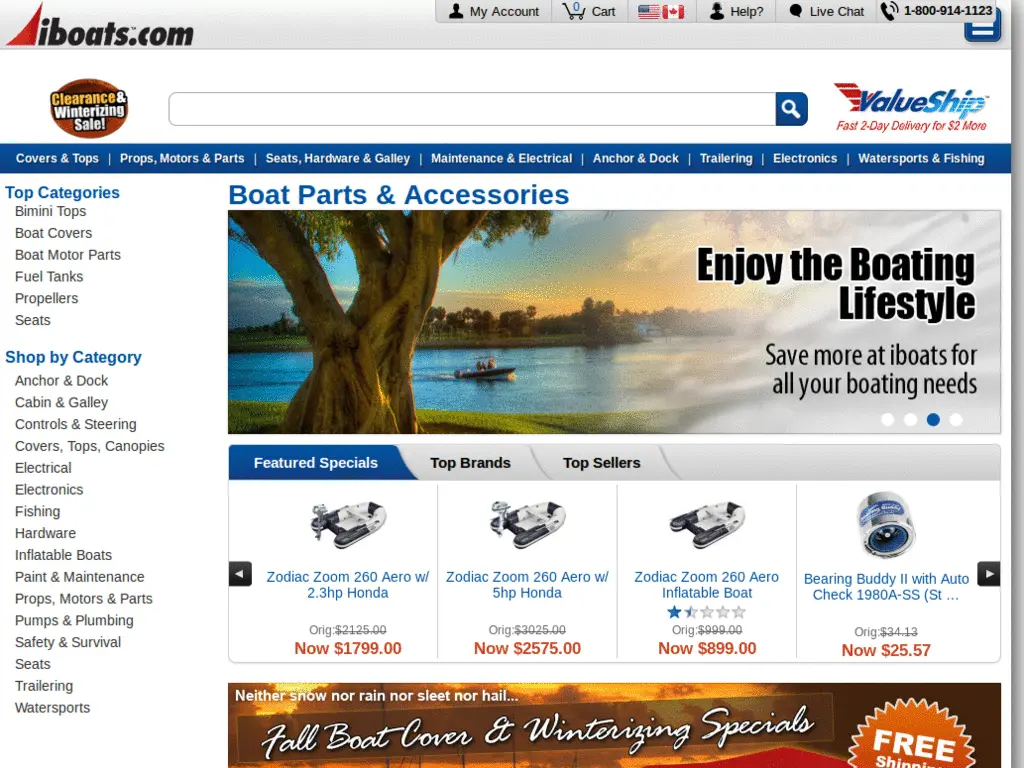 iboats.com
My Account
0
Cart
Help?
Live Chat
1-800-914-1123
Clearance&
Winterizing
Sale!
ValueShip
Fast 2-Day Delivery for $2 More
Covers & Tops | Props, Motors & Parts | Seats, Hardware & Galley | Maintenance & Electrical | Anchor & Dock | Trailering | Electronics | Watersports & Fishing
Top Categories
Bimini Tops
Boat Covers
Boat Motor Parts
Fuel Tanks
Propellers
Seats
Shop by Category
Anchor & Dock
Cabin & Galley
Controls & Steering
Covers, Tops, Canopies
Electrical
Electronics
Fishing
Hardware
Inflatable Boats
Paint & Maintenance
Props, Motors & Parts
Pumps & Plumbing
Safety & Survival
Seats
Trailering
Watersports
Boat Parts & Accessories
Enjoy the Boating
Lifestyle
Save more at iboats for
all your boating needs
Featured Specials
Top Brands
Top Sellers
Zodiac Zoom 260 Aero w/
2.3hp Honda
Orig:$2125.00
Now $1799.00
Zodiac Zoom 260 Aero w/
5hp Honda
Orig:$3025.00
Now $2575.00
Zodiac Zoom 260 Aero
Inflatable Boat
Orig:$999.00
Now $899.00
Bearing Buddy II with Auto
Check 1980A-SS (St ...
Orig:$34.13
Now $25.57
Neither snow nor rain nor sleet nor hail...
Fall Boat Cover & Winterizing Specials
FREE
Shipping